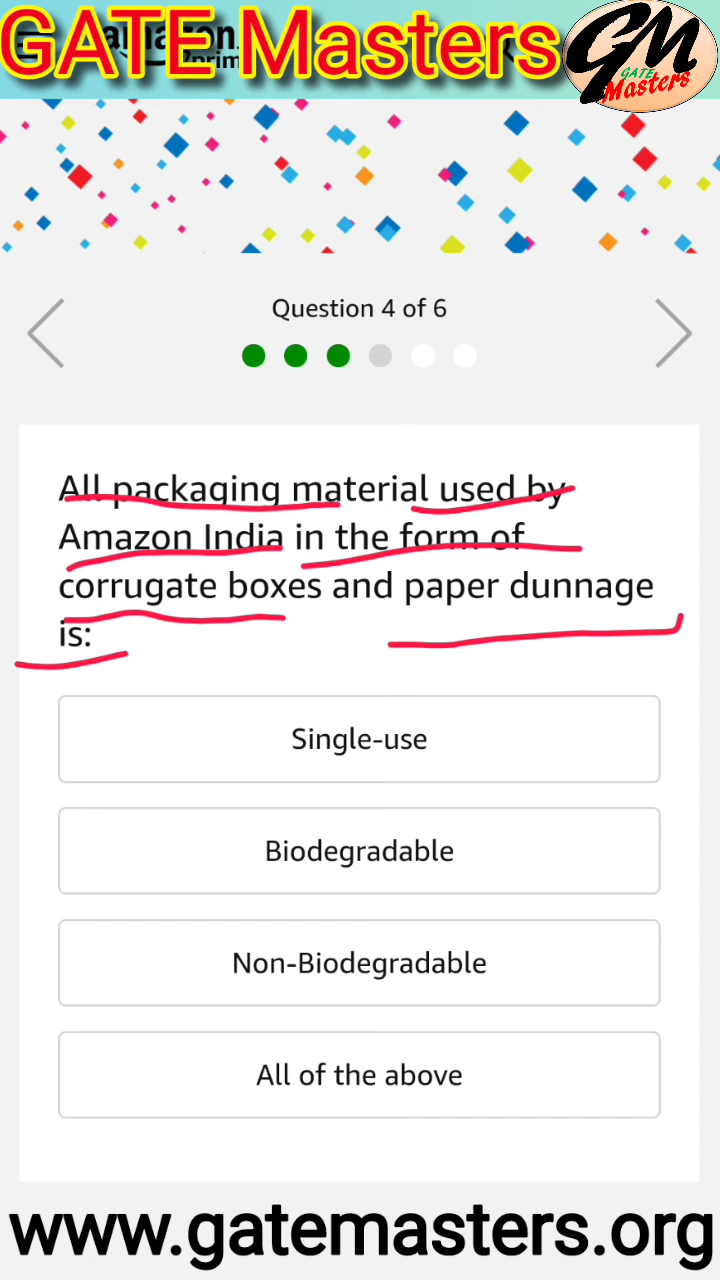 GATE Masters
GM
GATE
Masters
Question 4 of 6
All packaging material used by
Amazon India in the form of
corrugate boxes and paper dunnage
is:
Single-use
Biodegradable
Non-Biodegradable
All of the above
www.gatemasters.org